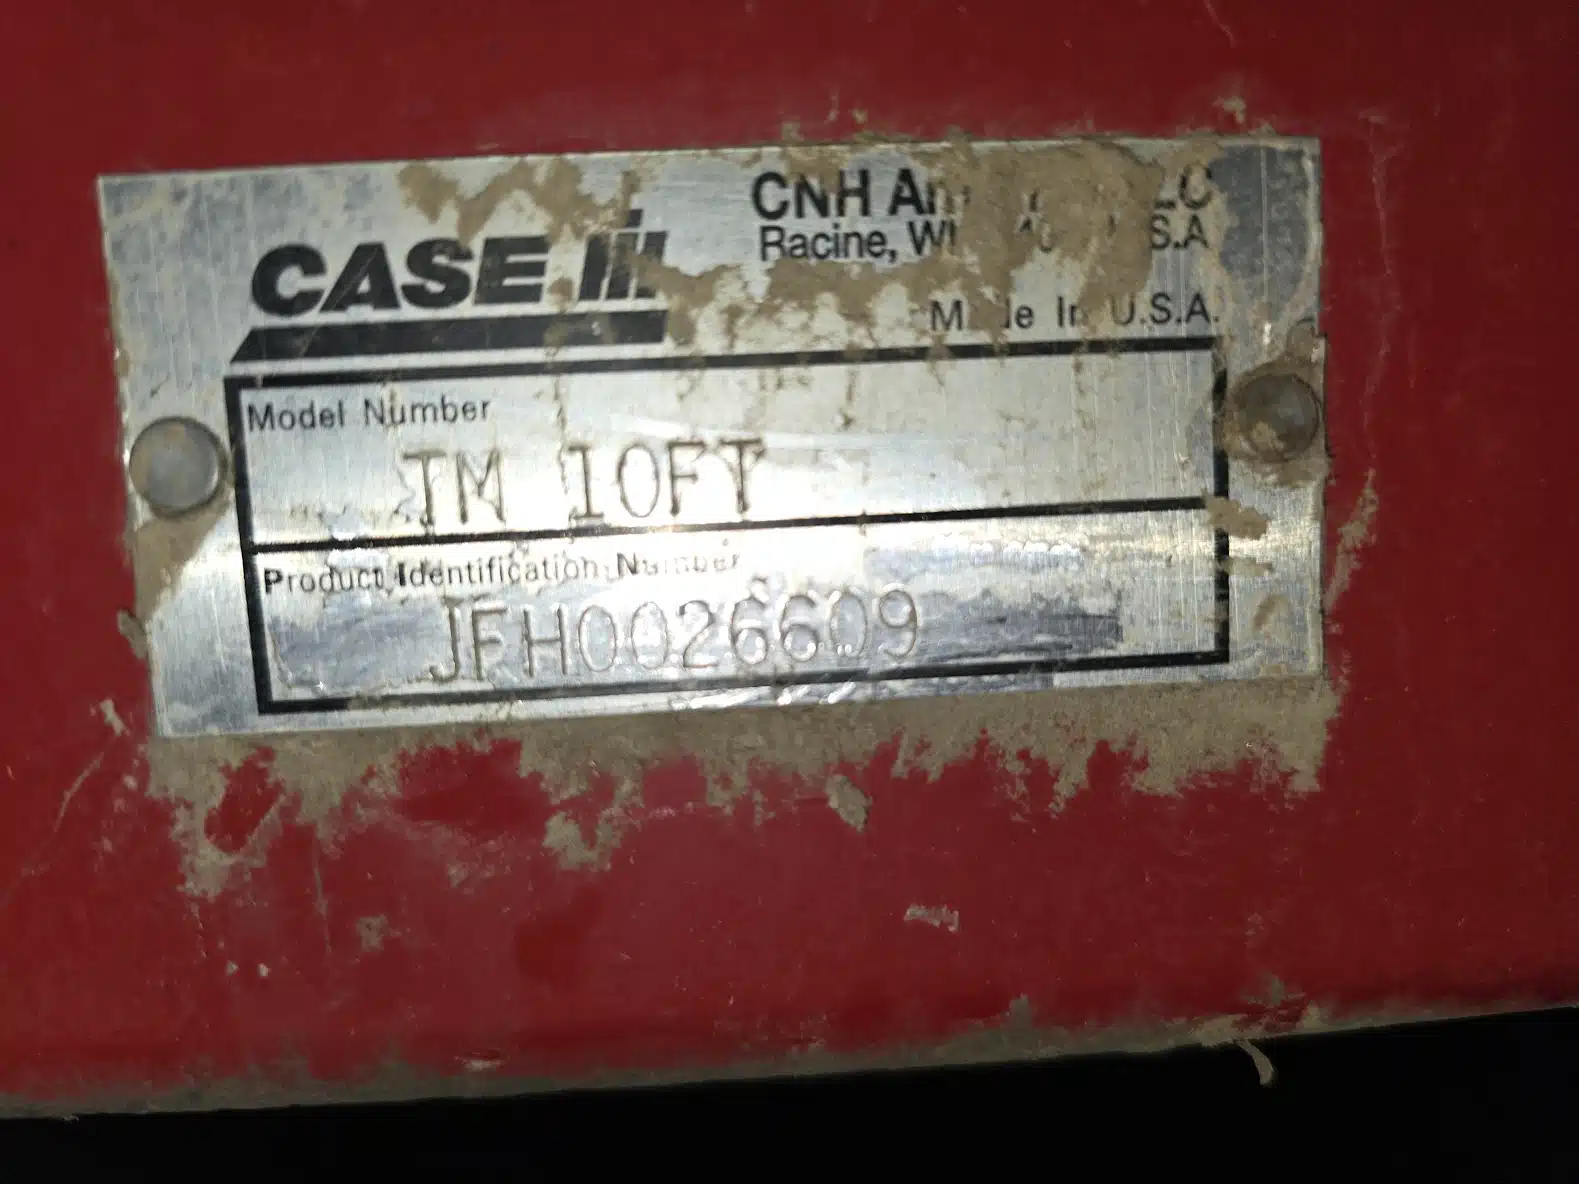 CASE IH
CNH
Racine, WI U.S.A
Made In U.S.A.
Model Number
TM 10FT
Product Identification Number
JFH0026609